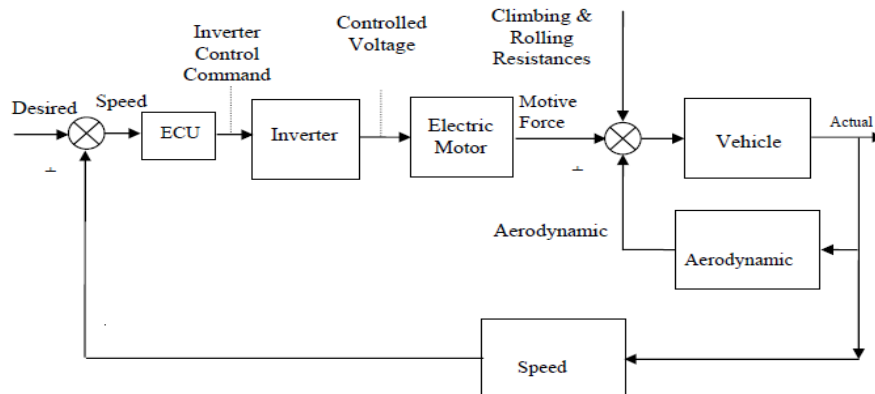 Climbing &
Rolling
Resistances
Inverter
Control
Command
Controlled
Voltage
Desired
Speed
ECU
Inverter
Electric
Motor
Motive
Force
Vehicle
Actual
+
+
Aerodynamic
Aerodynamic
Speed